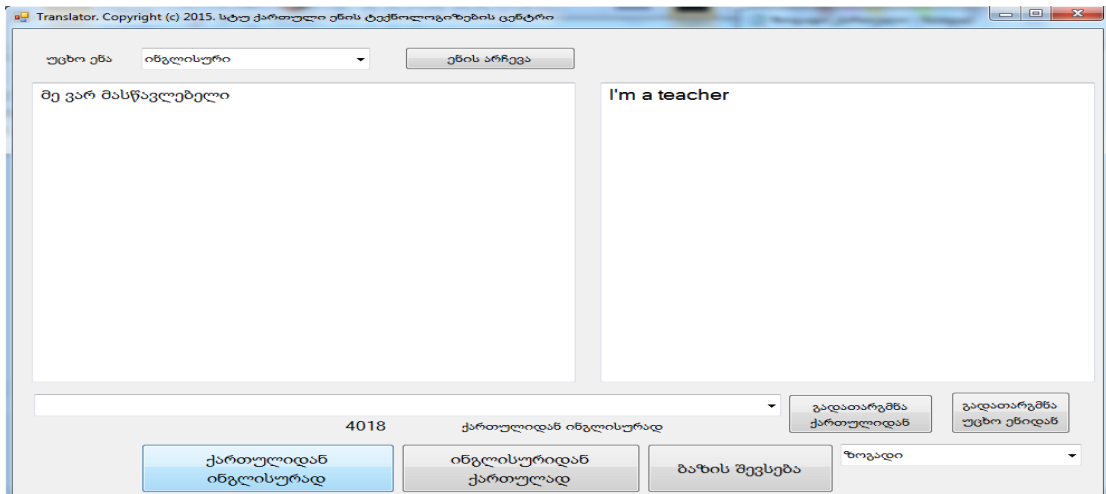 Translator. Copyright (c) 2015. სტუ ქართული ენის ტექნოლოგიზების ცენტრი
უცხო ენა ინგლისური ენის არჩევა
მე ვარ მასწავლებელი
I'm a teacher
გადათარგმნა ქართულიდან
გადათარგმნა უცხო ენიდან
4018 ქართულიდან ინგლისურად
ქართულიდან ინგლისურად
ინგლისურიდან ქართულად
ბაზის შევსება
ზოგადი